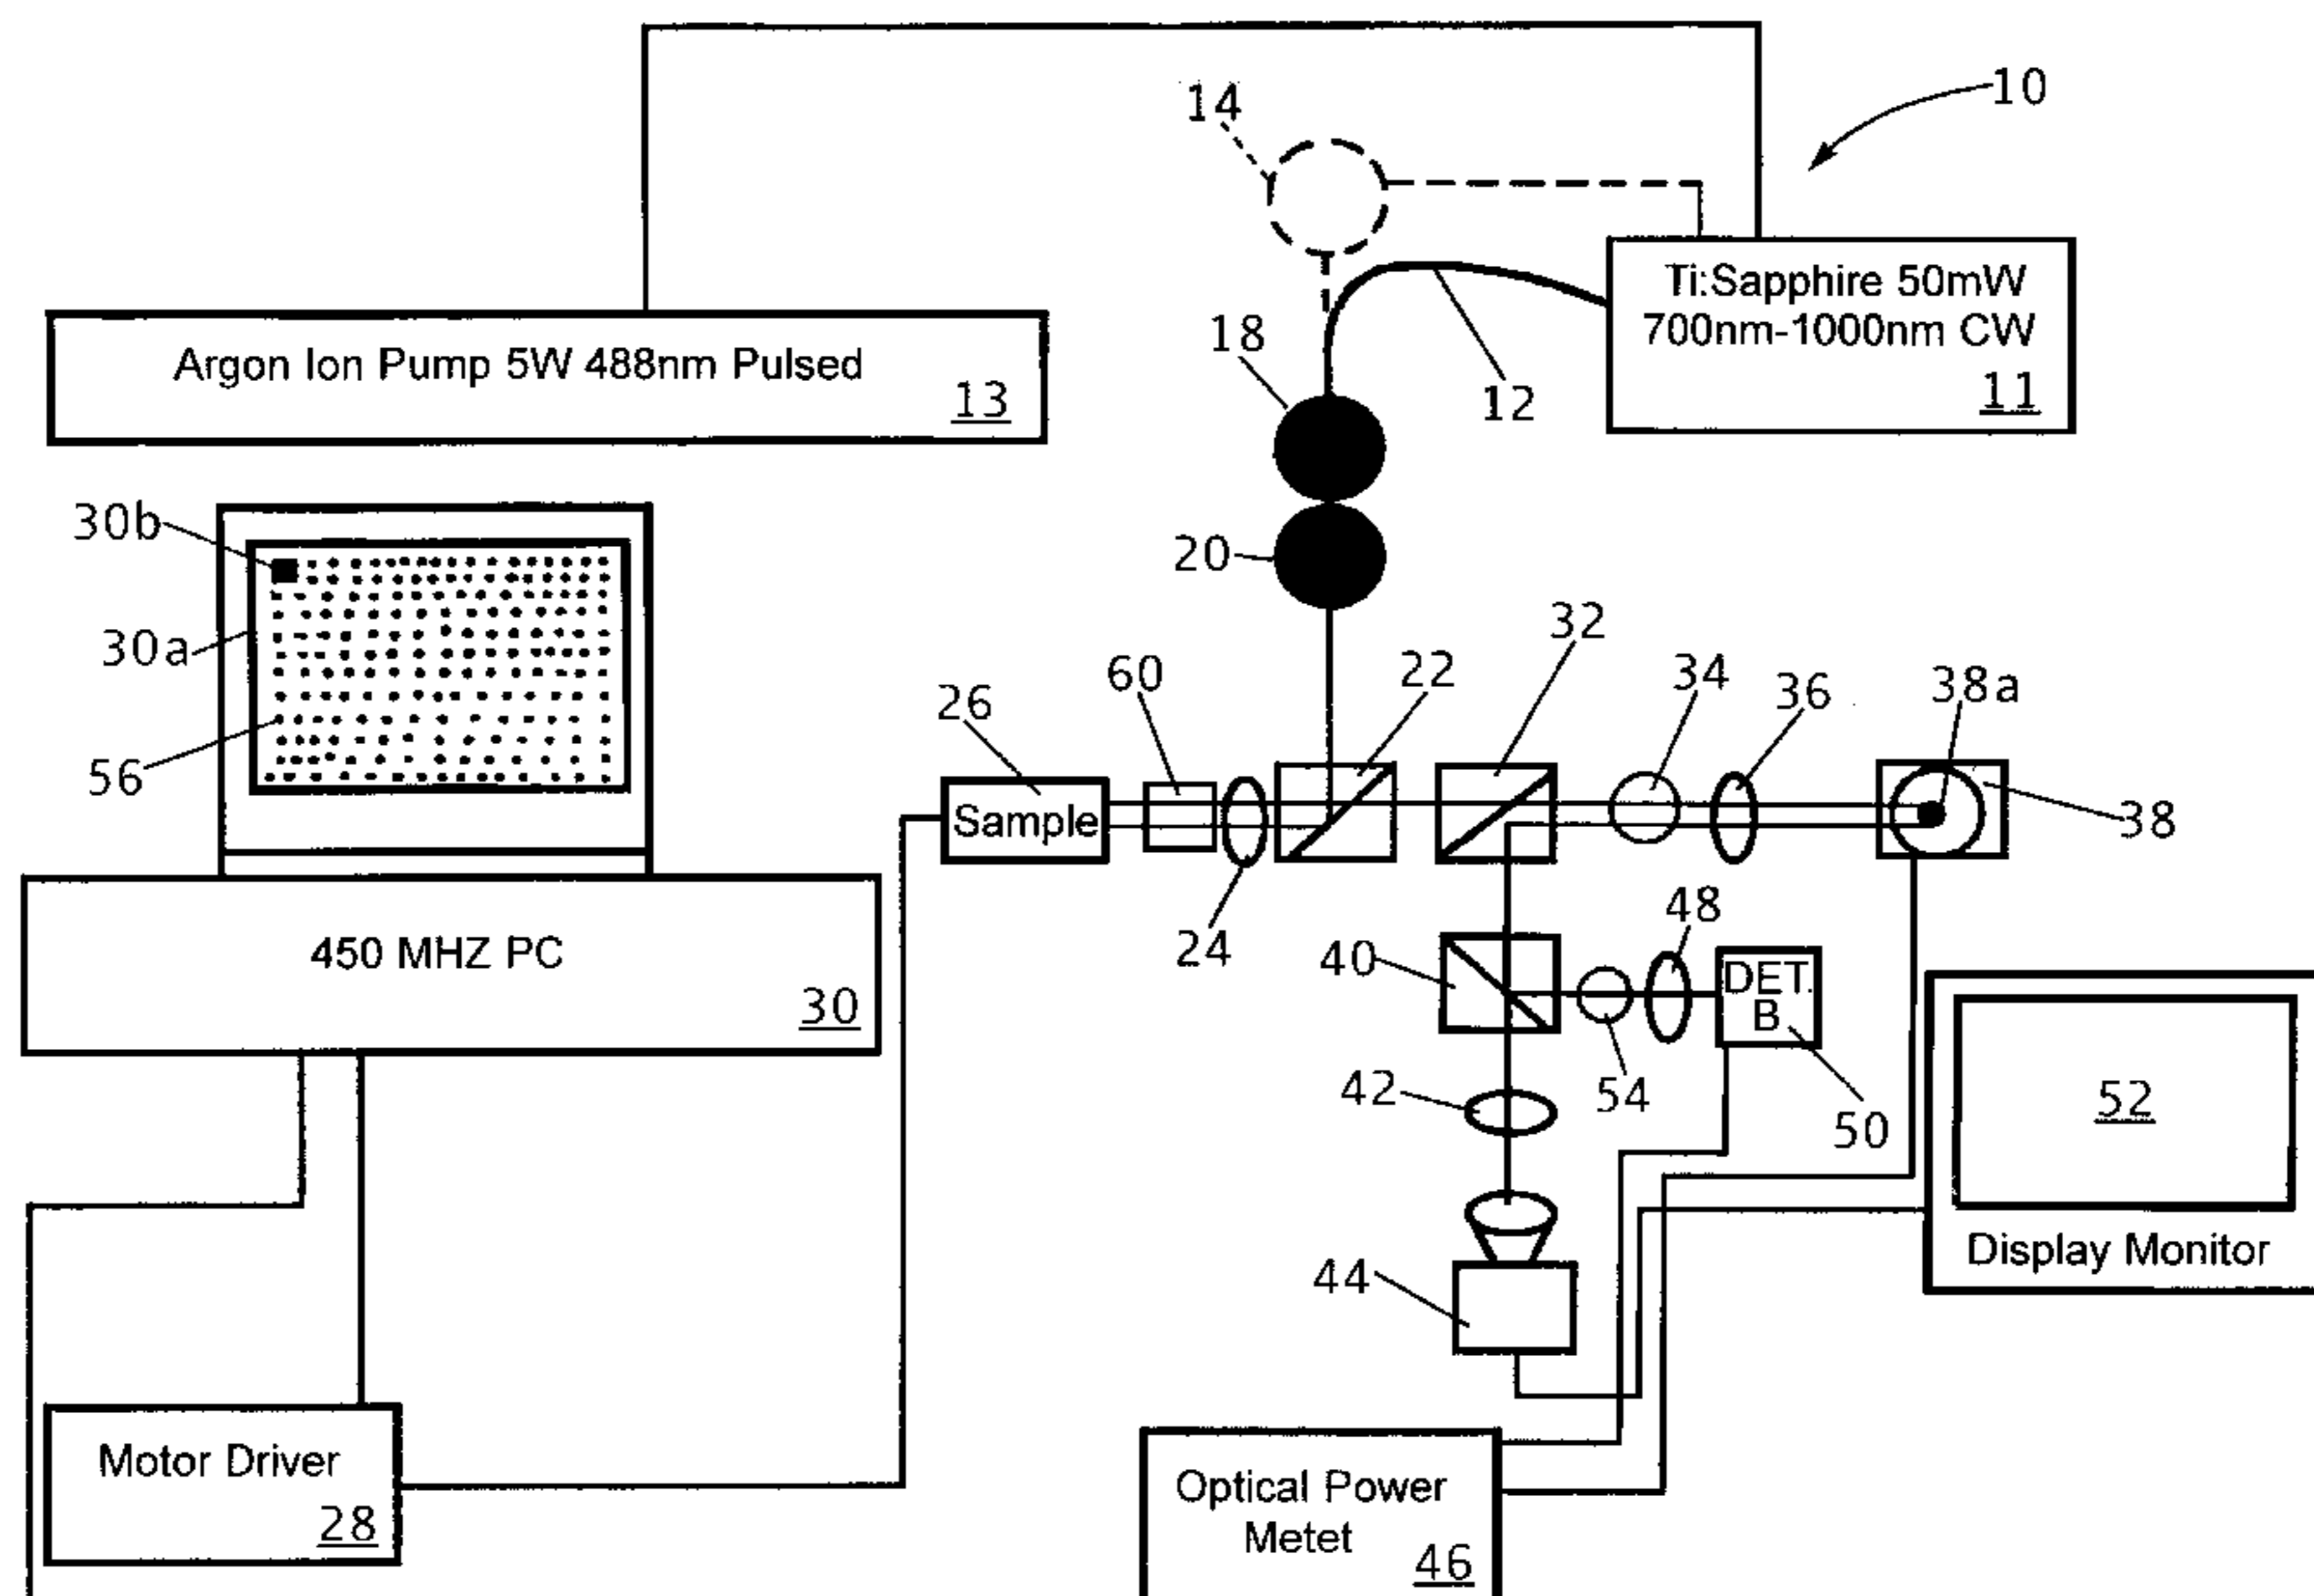 10
14
Ti:Sapphire 50mW
700nm-1000nm CW
11
18
12
Argon Ion Pump 5W 488nm Pulsed
13
30b
20
30a
32
60
22
34
36
38a
26
56
Sample
38
24
48
450 MHZ PC
30
40
DET.
B
42
54
50
52
Display Monitor
44
Motor Driver
28
Optical Power
Metet
46